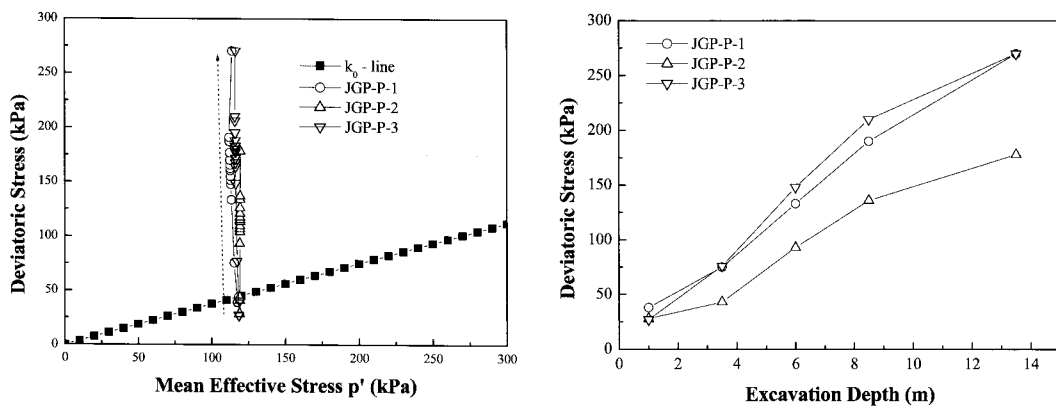 300
250
200
150
100
50
0
Deviatoric Stress (kPa)
k0 - line
JGP-P-1
JGP-P-2
JGP-P-3
0
50
100
150
200
250
300
Mean Effective Stress p' (kPa)
300
250
200
150
100
50
0
Deviatoric Stress (kPa)
JGP-P-1
JGP-P-2
JGP-P-3
0
2
4
6
8
10
12
14
Excavation Depth (m)